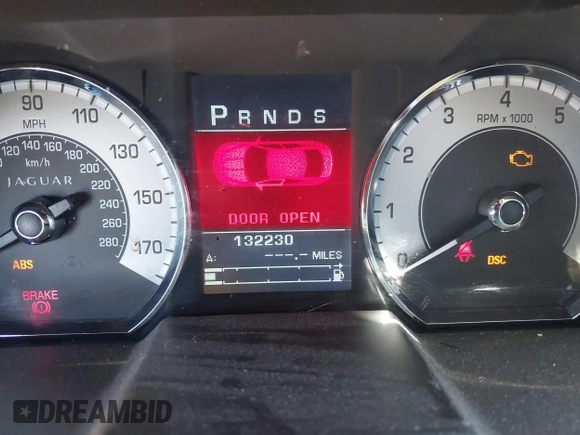 90
110
MPH
130
150
170
120 140 160
180
200
220
240
260
280
km/h
JAGUAR
ABS
BRAKE
P R N D S
DOOR OPEN
132230
A: ---.- MILES
0
1
2
3
4
5
RPM x 1000
DSC
DREAMBID